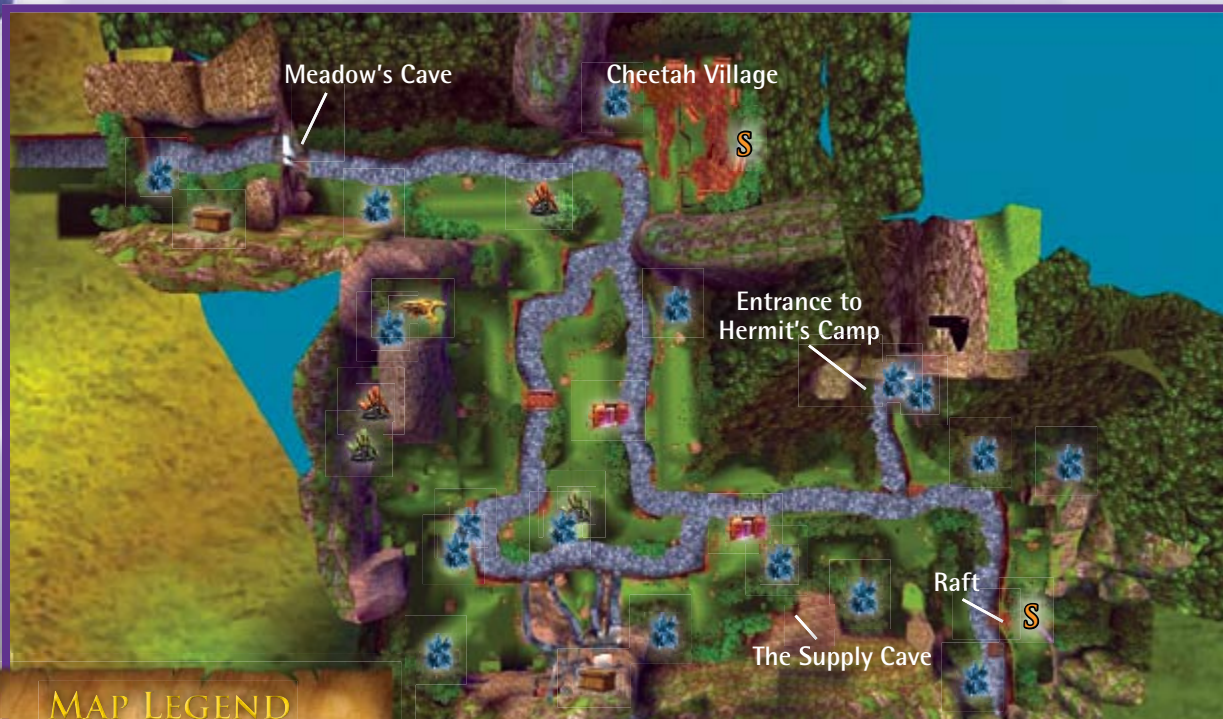 Meadow's Cave
Cheetah Village
S
Entrance to
Hermit's Camp
Raft
S
The Supply Cave
MAP LEGEND